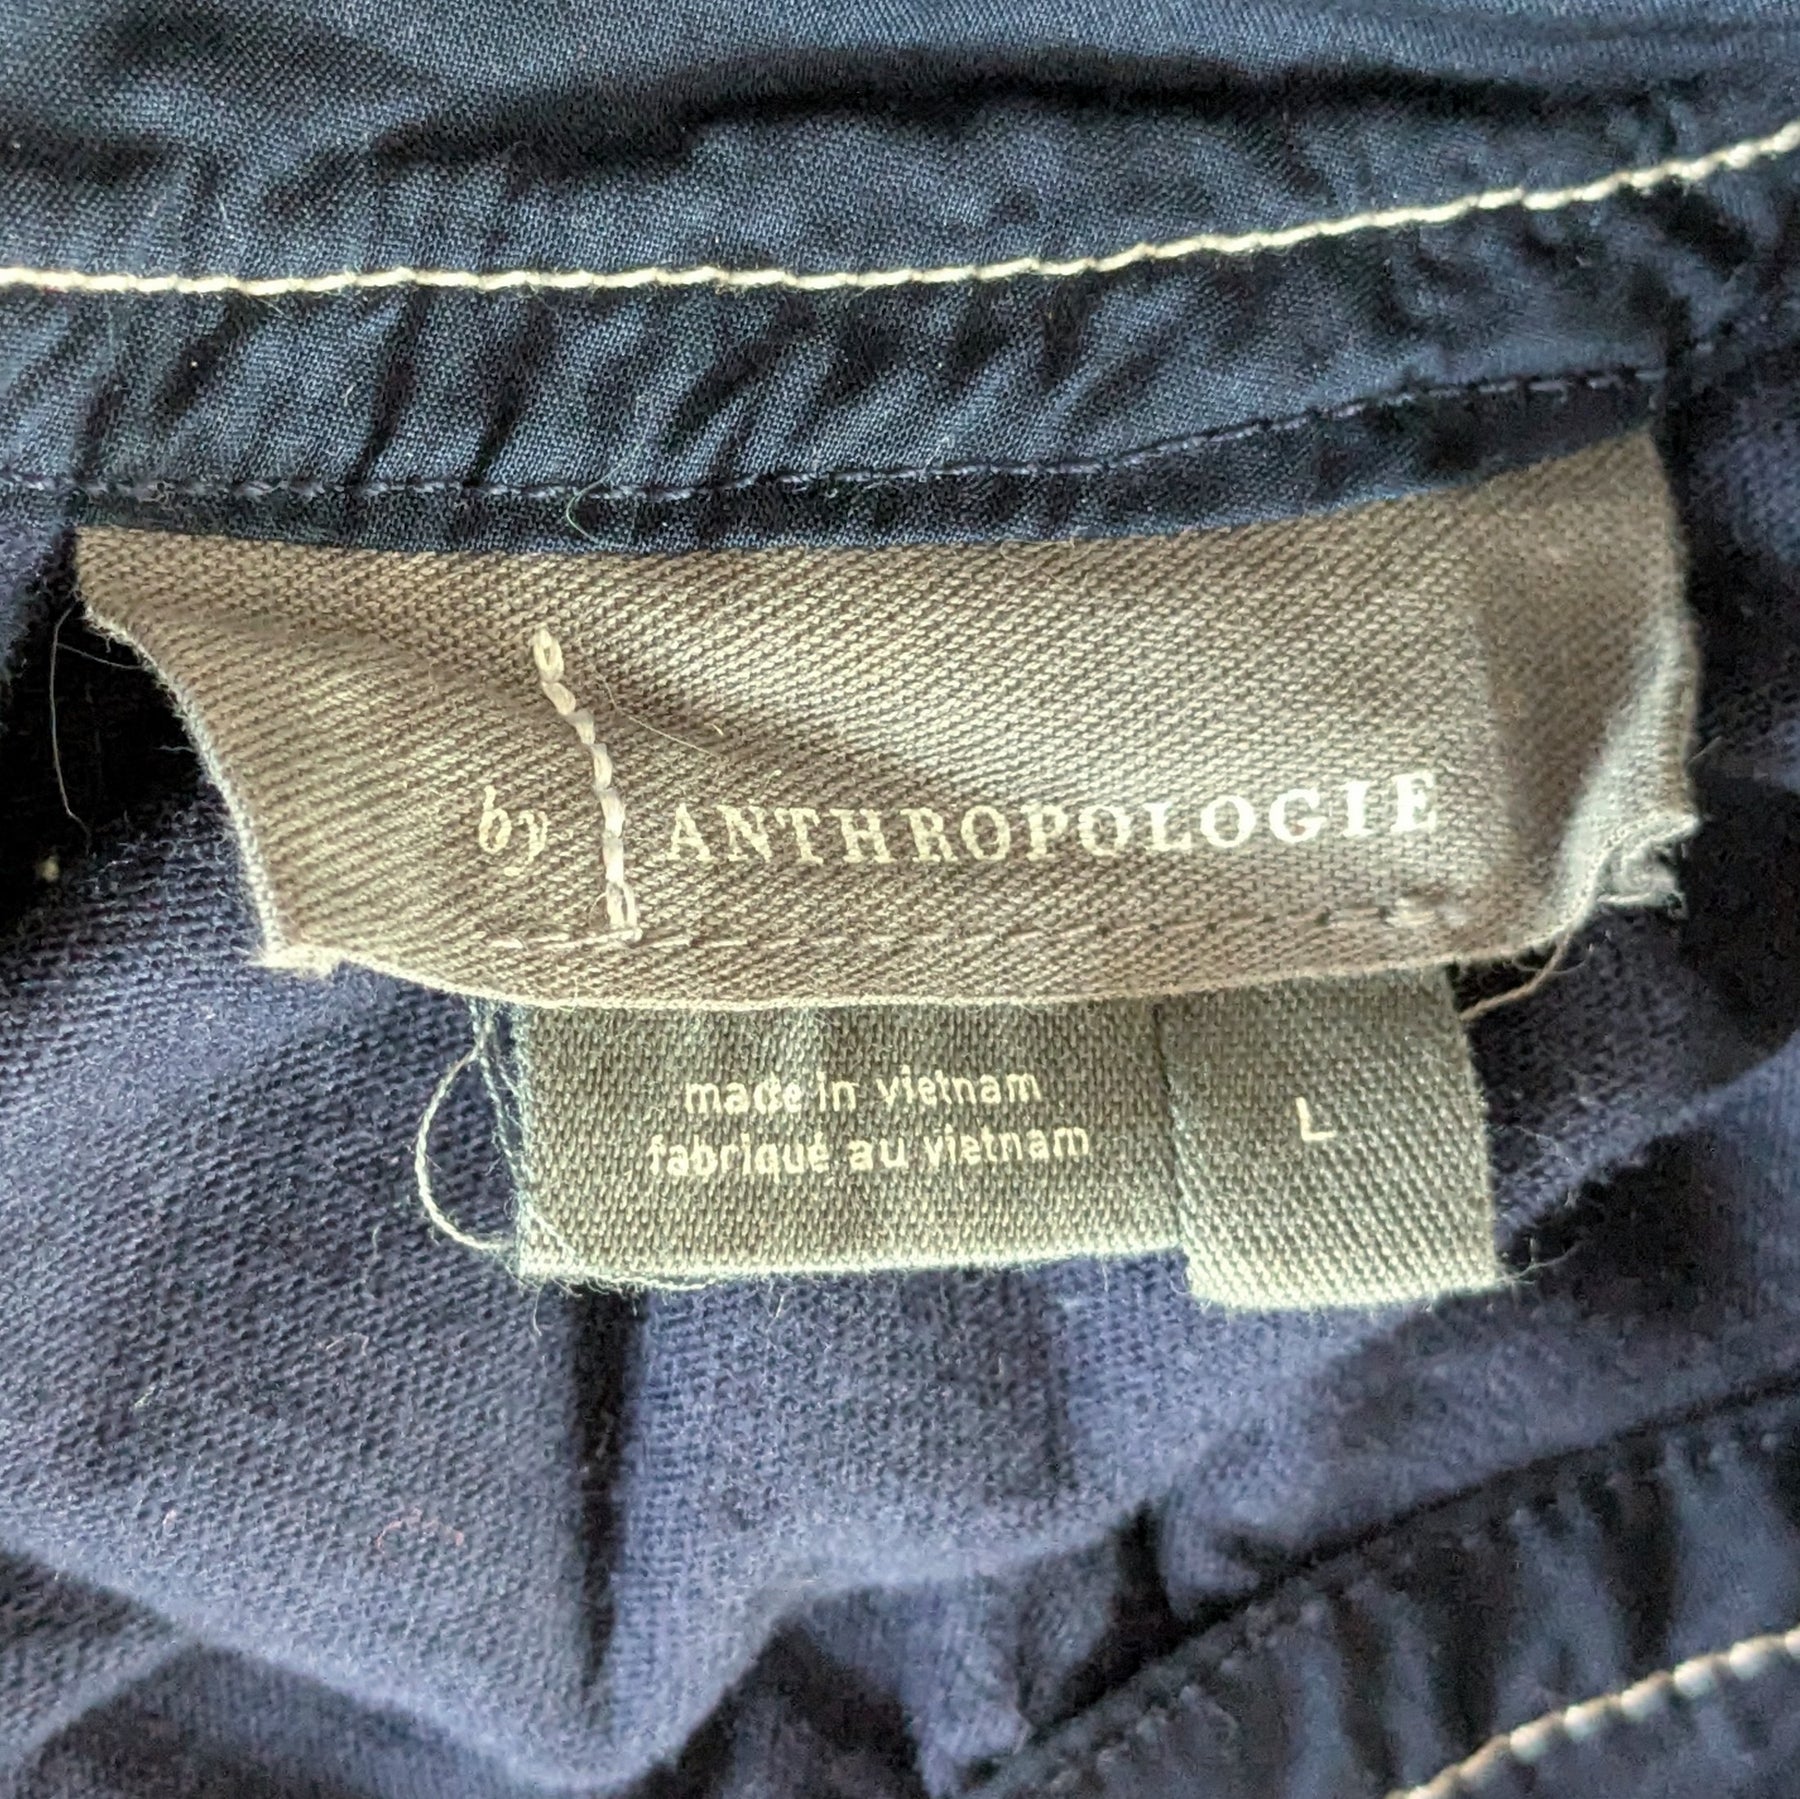 by ANTHROPOLOGIE
made in vietnam
fabriqué au vietnam
L